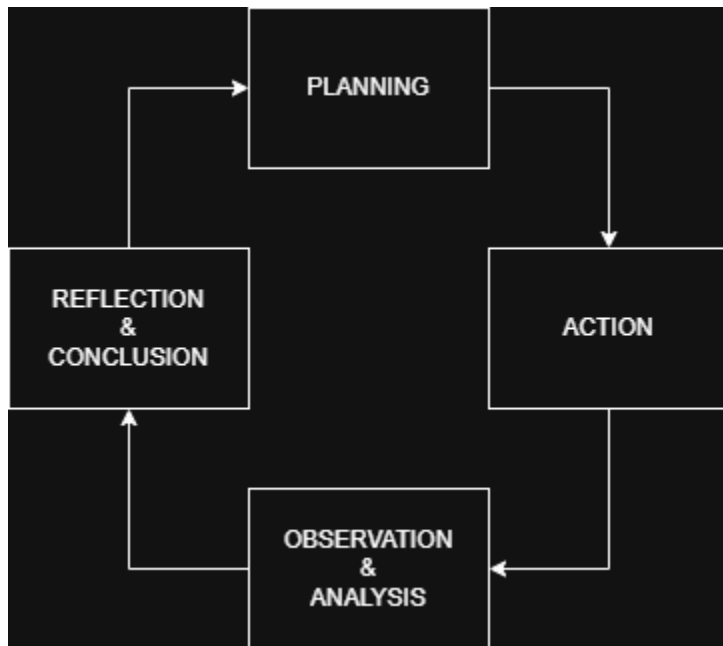 PLANNING
ACTION
OBSERVATION
&
ANALYSIS
REFLECTION
&
CONCLUSION